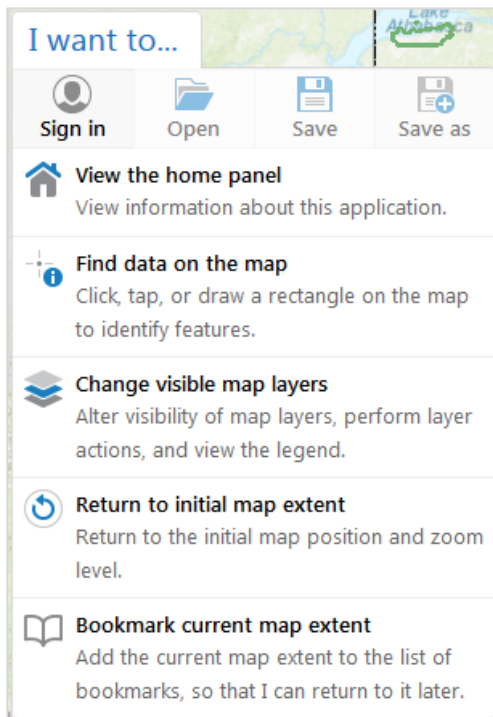 Lake
Athabasca
I want to...
Sign in
Open
Save
Save as
View the home panel
View information about this application.
Find data on the map
Click, tap, or draw a rectangle on the map
to identify features.
Change visible map layers
Alter visibility of map layers, perform layer
actions, and view the legend.
Return to initial map extent
Return to the initial map position and zoom
level.
Bookmark current map extent
Add the current map extent to the list of
bookmarks, so that I can return to it later.